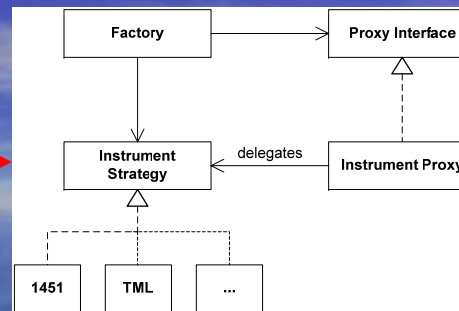 Factory
Proxy Interface
delegates
Instrument
Strategy
Instrument Proxy
1451
TML
...